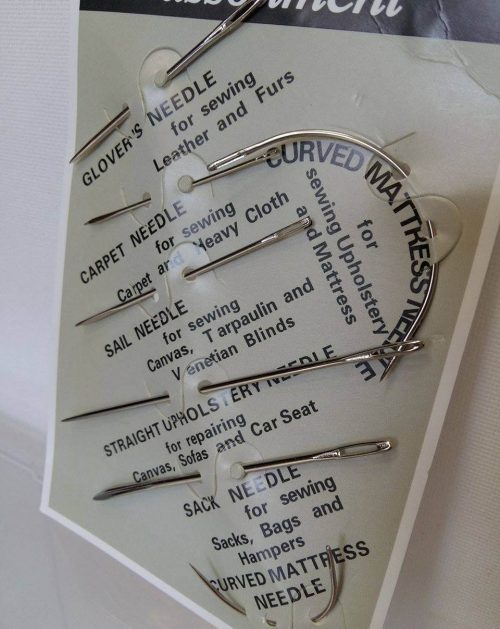 assortment
GLOVER'S NEEDLE
for sewing
Leather and Furs
CURVED MATTRESS NEEDLE
for
sewing Upholstery
and Mattress
CARPET NEEDLE
for sewing
Carpet and Heavy Cloth
SAIL NEEDLE
for sewing
Canvas, Tarpaulin and
Venetian Blinds
STRAIGHT UPHOLSTERY NEEDLE
for repairing
Canvas, Sofas and Car Seat
SACK NEEDLE
for sewing
Sacks, Bags and
Hampers
CURVED MATTRESS
NEEDLE